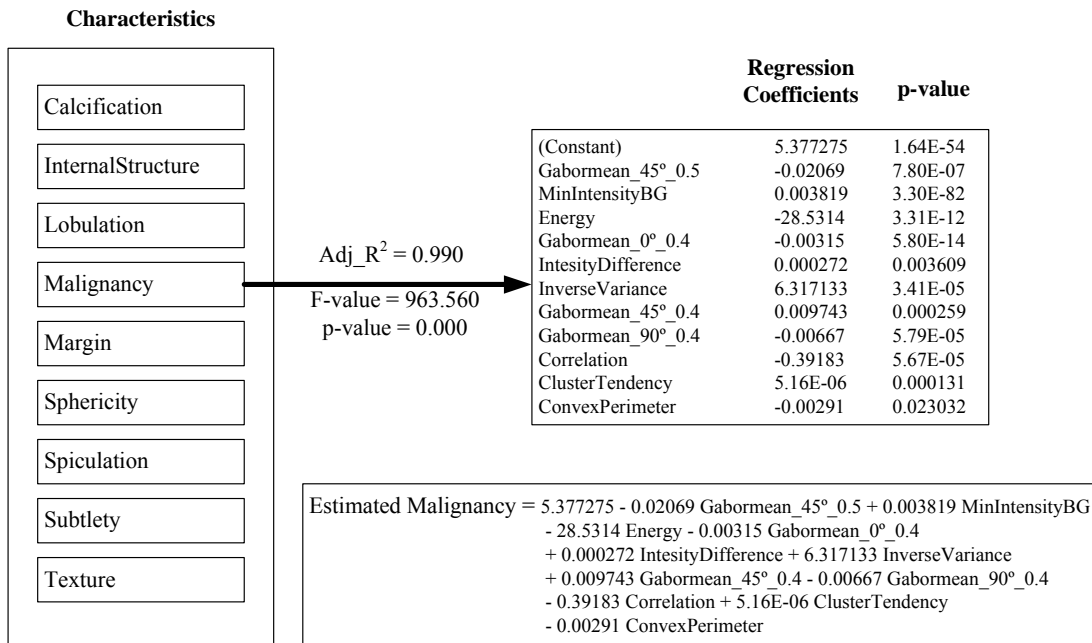 Characteristics
Calcification
InternalStructure
Lobulation
Malignancy
Margin
Sphericity
Spiculation
Subtlety
Texture
Adj_R² = 0.990
F-value = 963.560
p-value = 0.000
Regression Coefficients p-value
(Constant) 5.377275 1.64E-54
Gabormean_45º_0.5 -0.02069 7.80E-07
MinIntensityBG 0.003819 3.30E-82
Energy -28.5314 3.31E-12
Gabormean_0º_0.4 -0.00315 5.80E-14
IntesityDifference 0.000272 0.003609
InverseVariance 6.317133 3.41E-05
Gabormean_45º_0.4 0.009743 0.000259
Gabormean_90º_0.4 -0.00667 5.79E-05
Correlation -0.39183 5.67E-05
ClusterTendency 5.16E-06 0.000131
ConvexPerimeter -0.00291 0.023032
Estimated Malignancy = 5.377275 - 0.02069 Gabormean_45º_0.5 + 0.003819 MinIntensityBG
- 28.5314 Energy - 0.00315 Gabormean_0º_0.4
+ 0.000272 IntesityDifference + 6.317133 InverseVariance
+ 0.009743 Gabormean_45º_0.4 - 0.00667 Gabormean_90º_0.4
- 0.39183 Correlation + 5.16E-06 ClusterTendency
- 0.00291 ConvexPerimeter